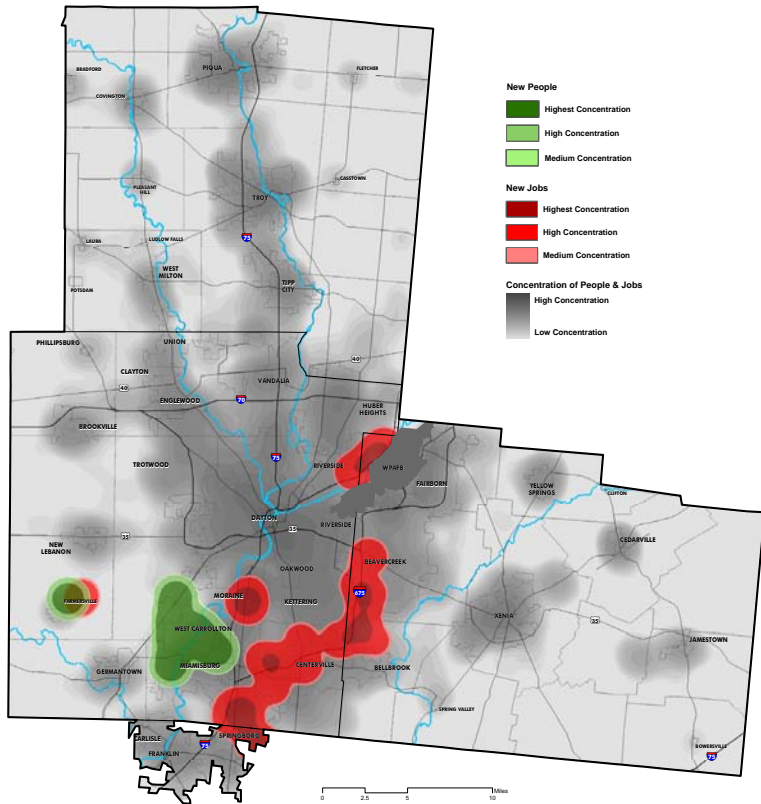 PIQUA
FLETCHER
BRADFORD
COVINGTON
New People
Highest Concentration
High Concentration
Medium Concentration
PLEASANT
HILL
CASSTOWN
TROY
New Jobs
Highest Concentration
High Concentration
Medium Concentration
75
LAURA
LUDLOW FALLS
WEST
MILTON
TIPP
CITY
POTSDAM
Concentration of People & Jobs
High Concentration
Low Concentration
PHILLIPSBURG
UNION
40
CLAYTON
VANDALIA
40
ENGLEWOOD
70
HUBER
HEIGHTS
BROOKVILLE
75
TROTWOOD
RIVERSIDE
WPAFB
FAIRBORN
YELLOW
SPRINGS
CLIFTON
DAYTON
RIVERSIDE
35
35
NEW
LEBANON
CEDARVILLE
OAKWOOD
BEAVERCREEK
MORAINE
KETTERING
675
FARMERSVILLE
XENIA
35
WEST CARROLLTON
JAMESTOWN
MIAMISBURG
CENTERVILLE
BELLBROOK
GERMANTOWN
SPRING VALLEY
CARLISLE
SPRINGBORO
75
FRANKLIN
BOWERSVILLE
75
Miles
0 2.5 5 10